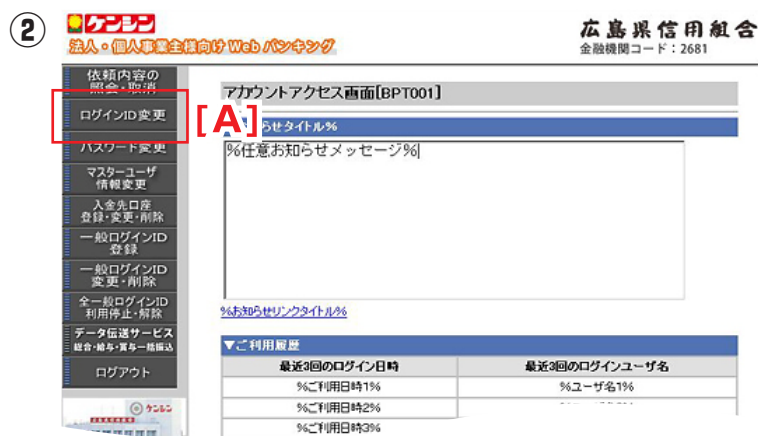 ②
ケンシン
法人・個人事業主様向け Web バンキング
広島県信用組合
金融機関コード：2681
依頼内容の
照会・取消
ログインID変更
パスワード変更
マスターユーザ
情報変更
入金先口座
登録・変更・削除
一般ログインID
登録
一般ログインID
変更・削除
全一般ログインID
利用停止・解除
データ伝送サービス
総合・給与・賞与一括振込
ログアウト
ケンシン
[A]
アカウントアクセス画面[BPT001]
らせタイトル%
%任意お知らせメッセージ%
%お知らせリンクタイトル%
▼ご利用履歴
最近3回のログイン日時 最近3回のログインユーザ名
%ご利用日時1% %ユーザ名1%
%ご利用日時2%
%ご利用日時3%